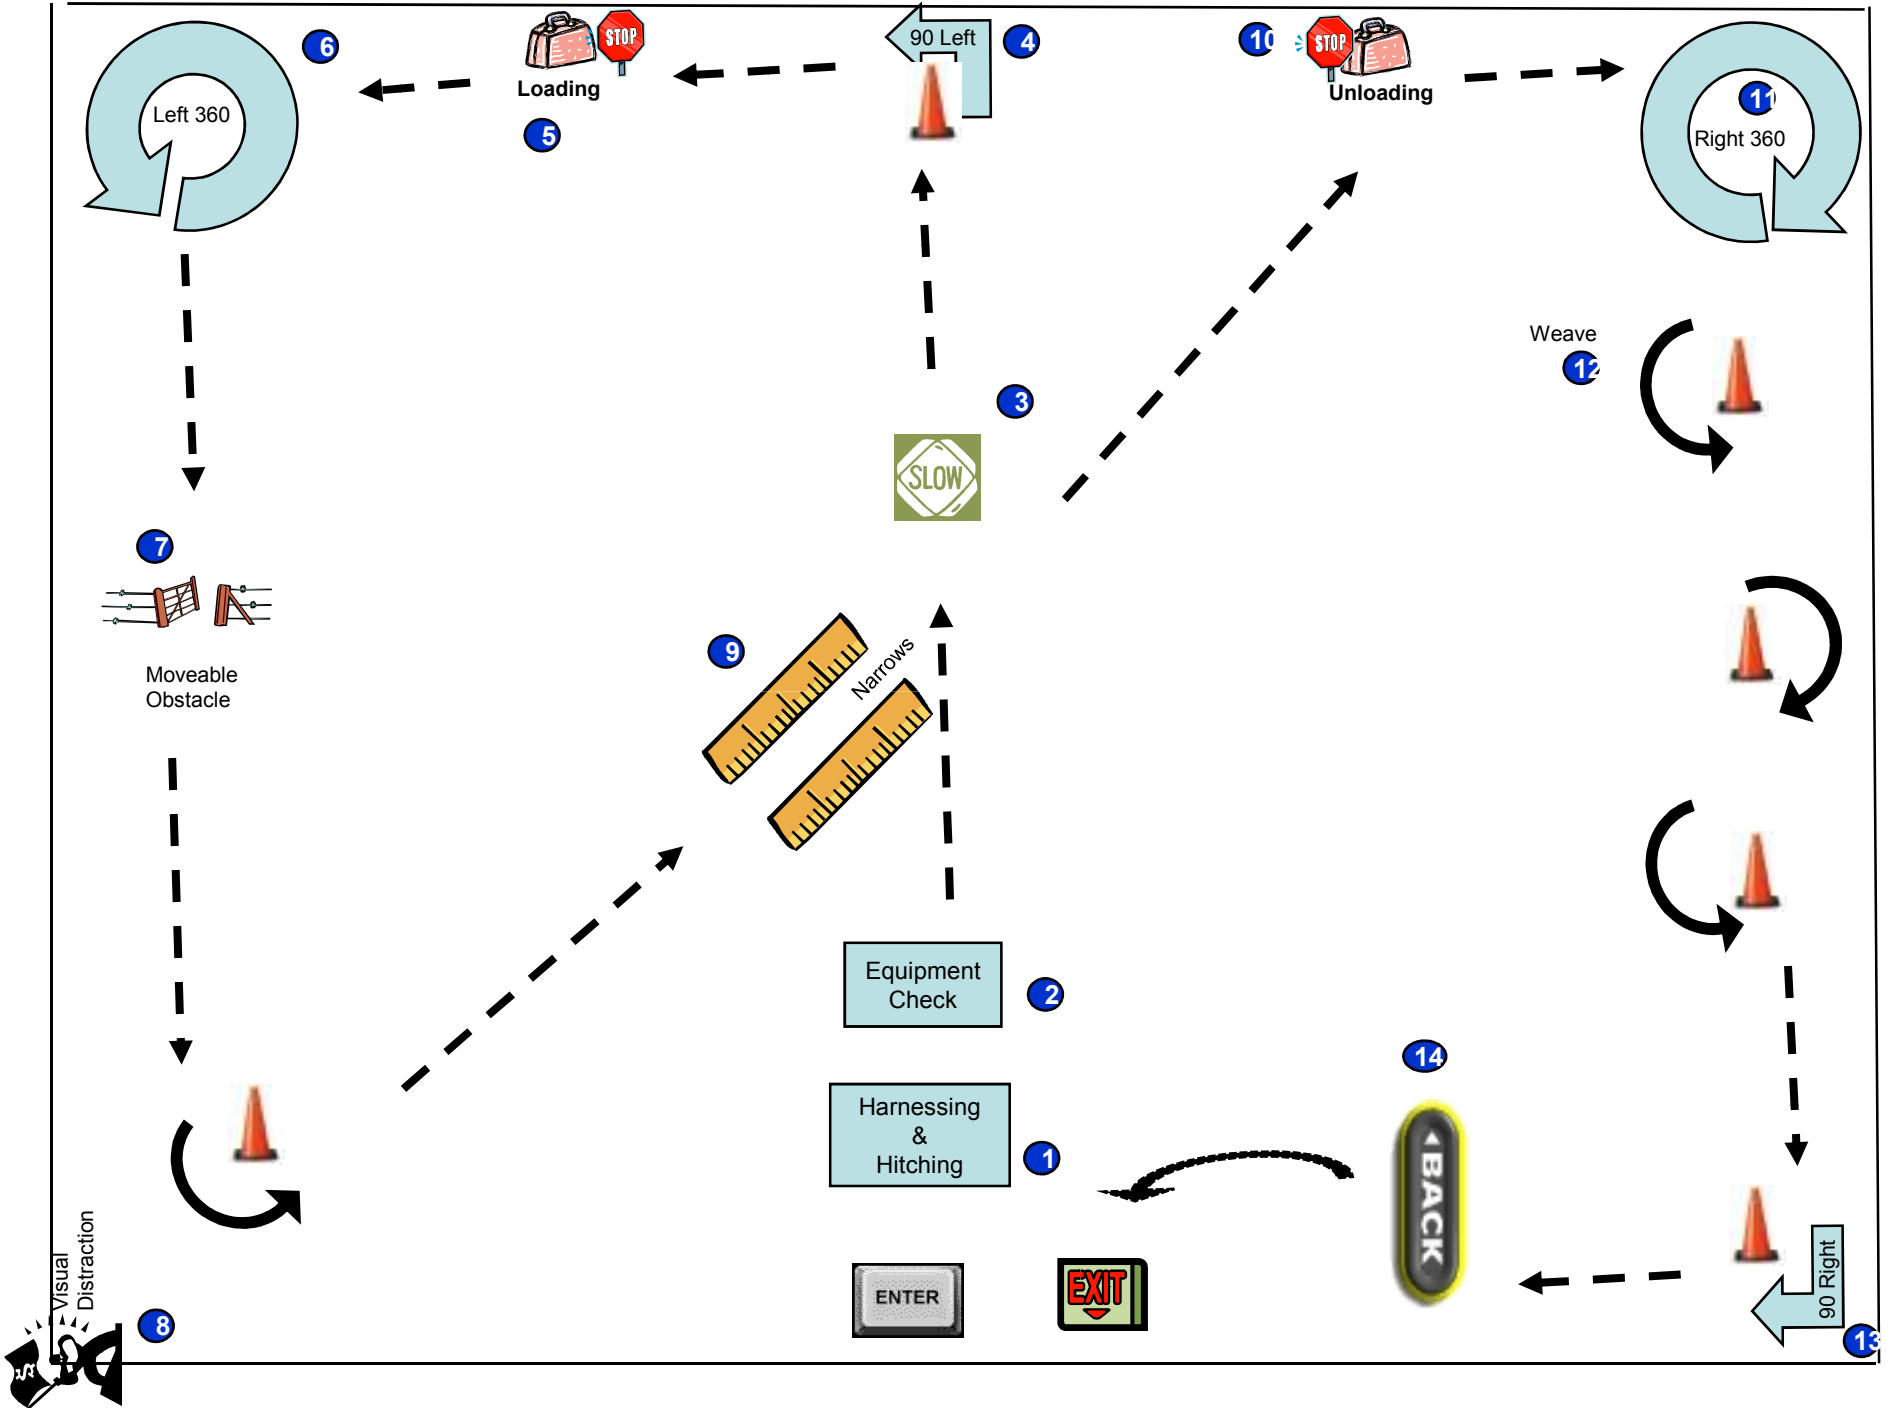 6
STOP
Loading
5
90 Left
4
10
STOP
Unloading
Left 360
11
Right 360
Weave
12
3
SLOW
7
Moveable
Obstacle
9
Narrows
Equipment
Check
2
14
Harnessing
&
Hitching
1
BACK
Visual
Distraction
8
ENTER
EXIT
90 Right
13